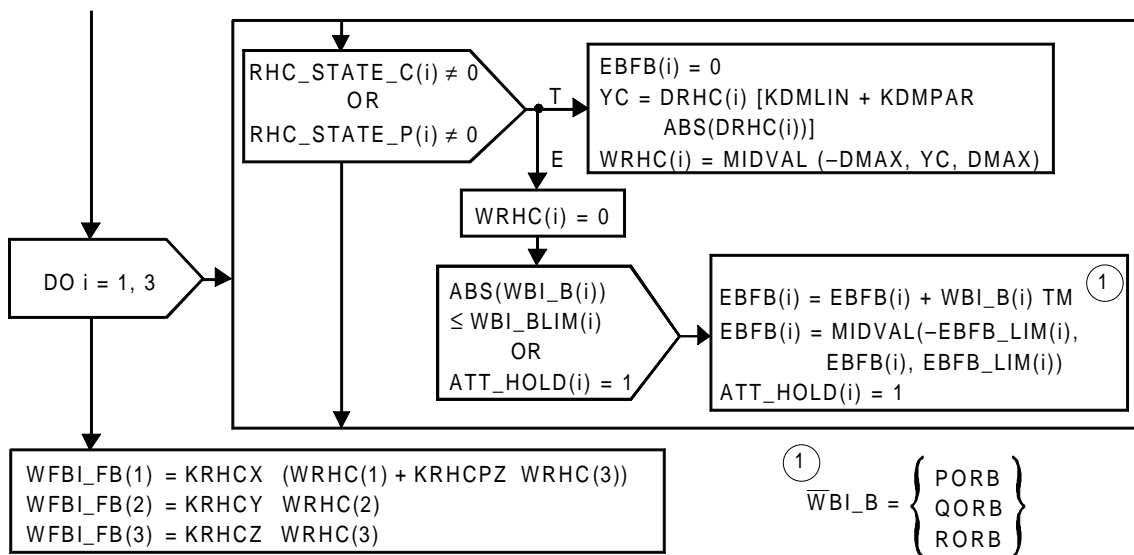 RHC_STATE_C(i) ≠ 0
OR
RHC_STATE_P(i) ≠ 0
T
E
EBFB(i) = 0
YC = DRHC(i) [KDMLIN + KDMPAR
ABS(DRHC(i))]
WRHC(i) = MIDVAL (–DMAX, YC, DMAX)
WRHC(i) = 0
DO i = 1, 3
ABS(WBI_B(i))
≤ WBI_BLIM(i)
OR
ATT_HOLD(i) = 1
1
EBFB(i) = EBFB(i) + WBI_B(i) TM
EBFB(i) = MIDVAL(–EBFB_LIM(i),
EBFB(i), EBFB_LIM(i))
ATT_HOLD(i) = 1
WFBI_FB(1) = KRHCX (WRHC(1) + KRHCPZ WRHC(3))
WFBI_FB(2) = KRHCY WRHC(2)
WFBI_FB(3) = KRHCZ WRHC(3)
1
W̅BI_B = { PORB
QORB
RORB }